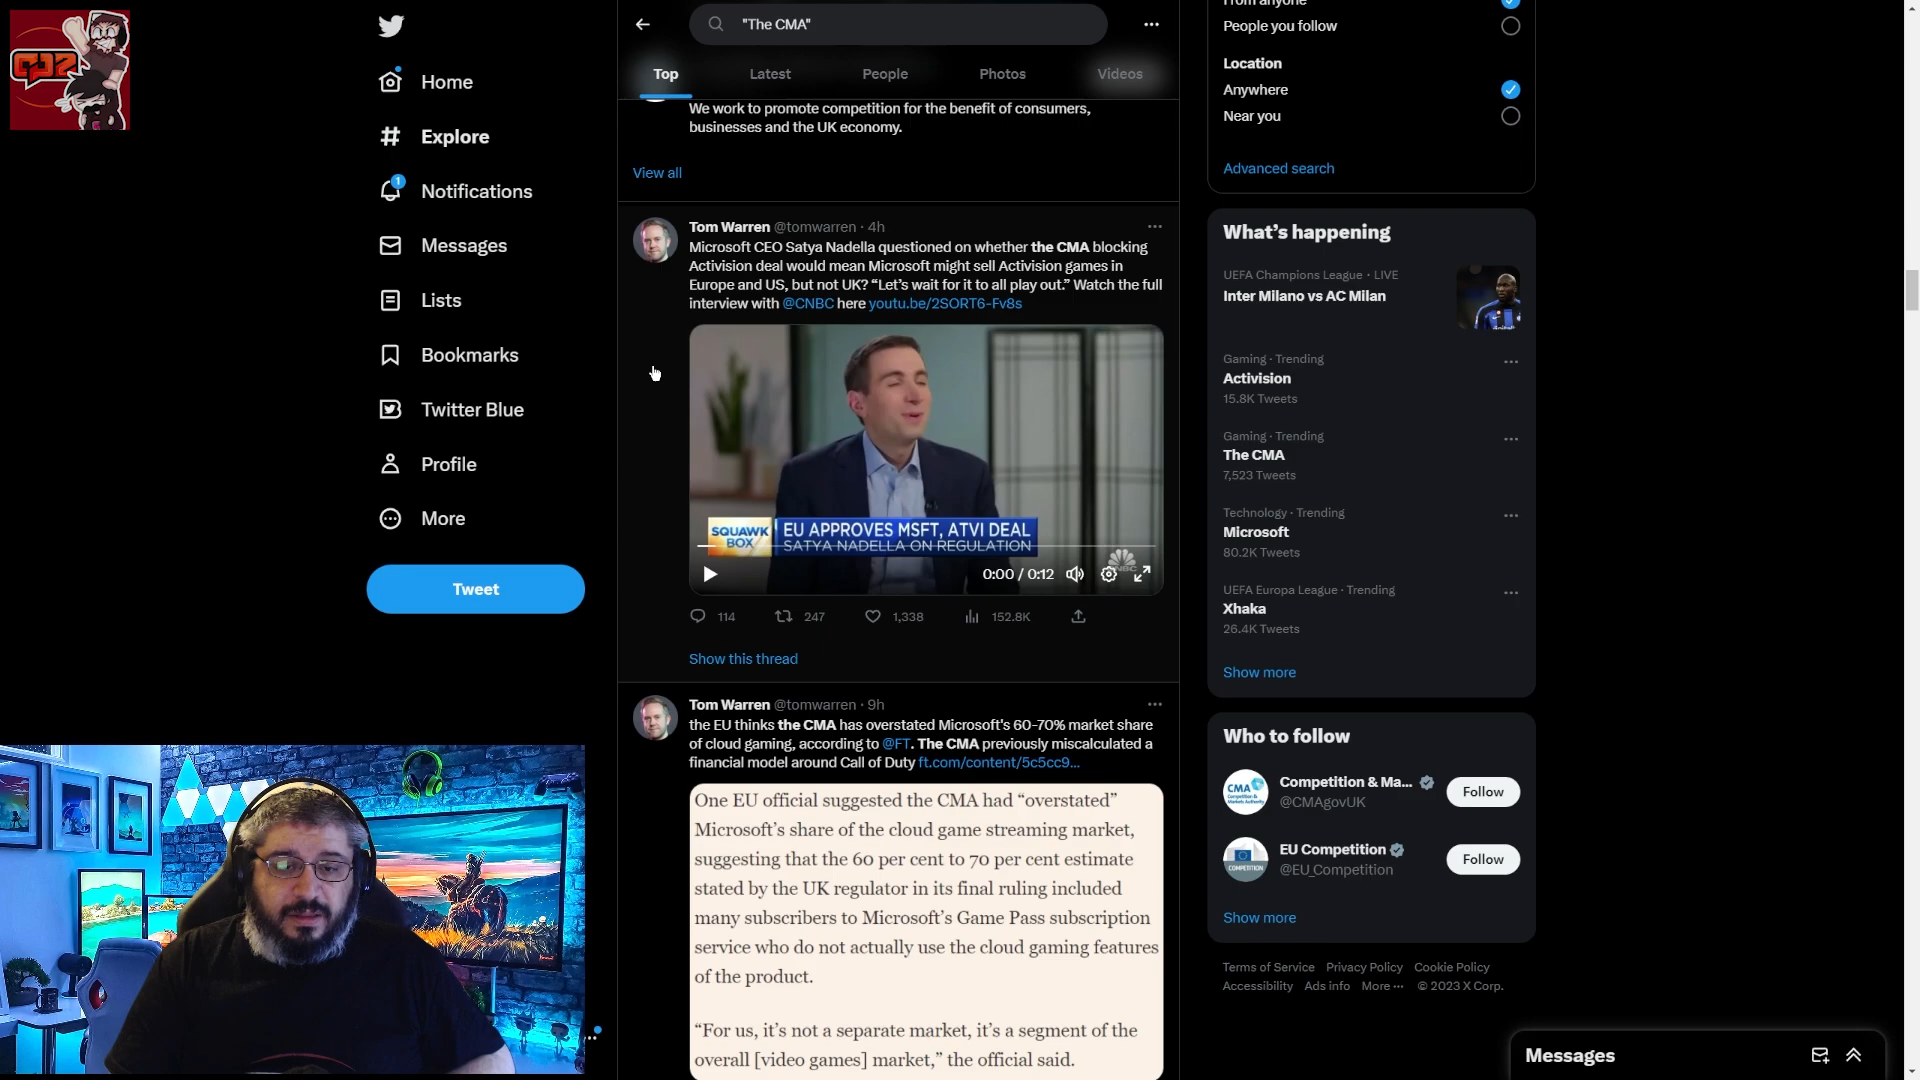 "The CMA"
Top
Latest
People
Photos
Videos
Home
Explore
1
Notifications
Messages
Lists
Bookmarks
Twitter Blue
Profile
More
Tweet
We work to promote competition for the benefit of consumers,
businesses and the UK economy.
View all
Tom Warren @tomwarren · 4h
Microsoft CEO Satya Nadella questioned on whether the CMA blocking
Activision deal would mean Microsoft might sell Activision games in
Europe and US, but not UK? “Let’s wait for it to all play out.” Watch the full
interview with @CNBC here youtu.be/2SORT6-Fv8s
SQUAWK BOX
EU APPROVES MSFT, ATVI DEAL
SATYA NADELLA ON REGULATION
0:00 / 0:12
114
247
1,338
152.8K
Show this thread
Tom Warren @tomwarren · 9h
the EU thinks the CMA has overstated Microsoft's 60-70% market share
of cloud gaming, according to @FT. The CMA previously miscalculated a
financial model around Call of Duty ft.com/content/5c5cc9…
One EU official suggested the CMA had “overstated”
Microsoft’s share of the cloud game streaming market,
suggesting that the 60 per cent to 70 per cent estimate
stated by the UK regulator in its final ruling included
many subscribers to Microsoft’s Game Pass subscription
service who do not actually use the cloud gaming features
of the product.
“For us, it’s not a separate market, it’s a segment of the
overall [video games] market,” the official said.
From anyone
People you follow
Location
Anywhere
Near you
Advanced search
What’s happening
UEFA Champions League · LIVE
Inter Milano vs AC Milan
Gaming · Trending
Activision
15.8K Tweets
Gaming · Trending
The CMA
7,523 Tweets
Technology · Trending
Microsoft
80.2K Tweets
UEFA Europa League · Trending
Xhaka
26.4K Tweets
Show more
Who to follow
CMA
Competition & Ma...
@CMAgovUK
Follow
EU Competition
@EU_Competition
Follow
Show more
Terms of Service Privacy Policy Cookie Policy
Accessibility Ads info More ··· © 2023 X Corp.
Messages